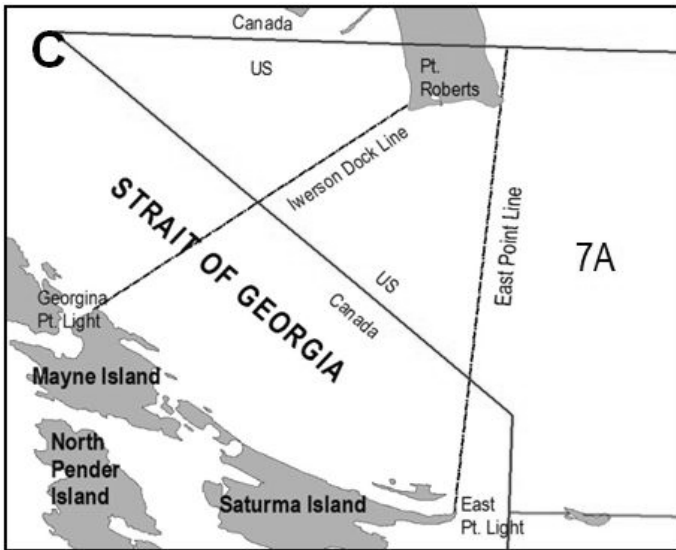 Canada
C
US
Pt.
Roberts
Iwerson Dock Line
STRAIT OF GEORGIA
East Point Line
7A
US
Canada
Georgina
Pt. Light
Mayne Island
North
Pender
Island
Saturma Island
East
Pt. Light